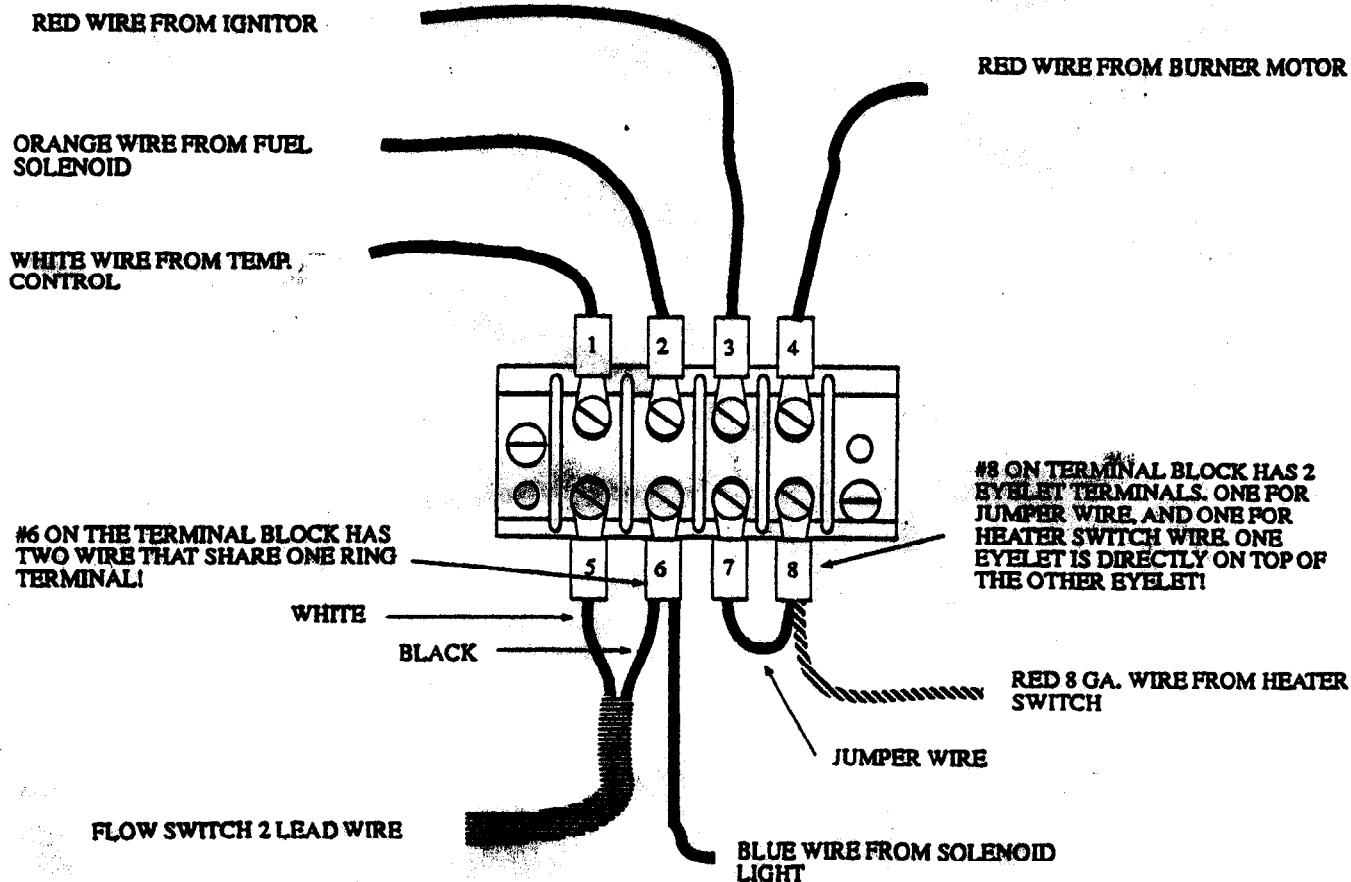 RED WIRE FROM IGNITOR
RED WIRE FROM BURNER MOTOR
ORANGE WIRE FROM FUEL
SOLENOID
WHITE WIRE FROM TEMP.
CONTROL
1
2
3
4
#6 ON THE TERMINAL BLOCK HAS
TWO WIRE THAT SHARE ONE RING
TERMINAL!
#8 ON TERMINAL BLOCK HAS 2
EYELET TERMINALS. ONE FOR
JUMPER WIRE, AND ONE FOR
HEATER SWITCH WIRE. ONE
EYELET IS DIRECTLY ON TOP OF
THE OTHER EYELET!
5
6
7
8
WHITE
BLACK
RED 8 GA. WIRE FROM HEATER
SWITCH
JUMPER WIRE
FLOW SWITCH 2 LEAD WIRE
BLUE WIRE FROM SOLENOID
LIGHT